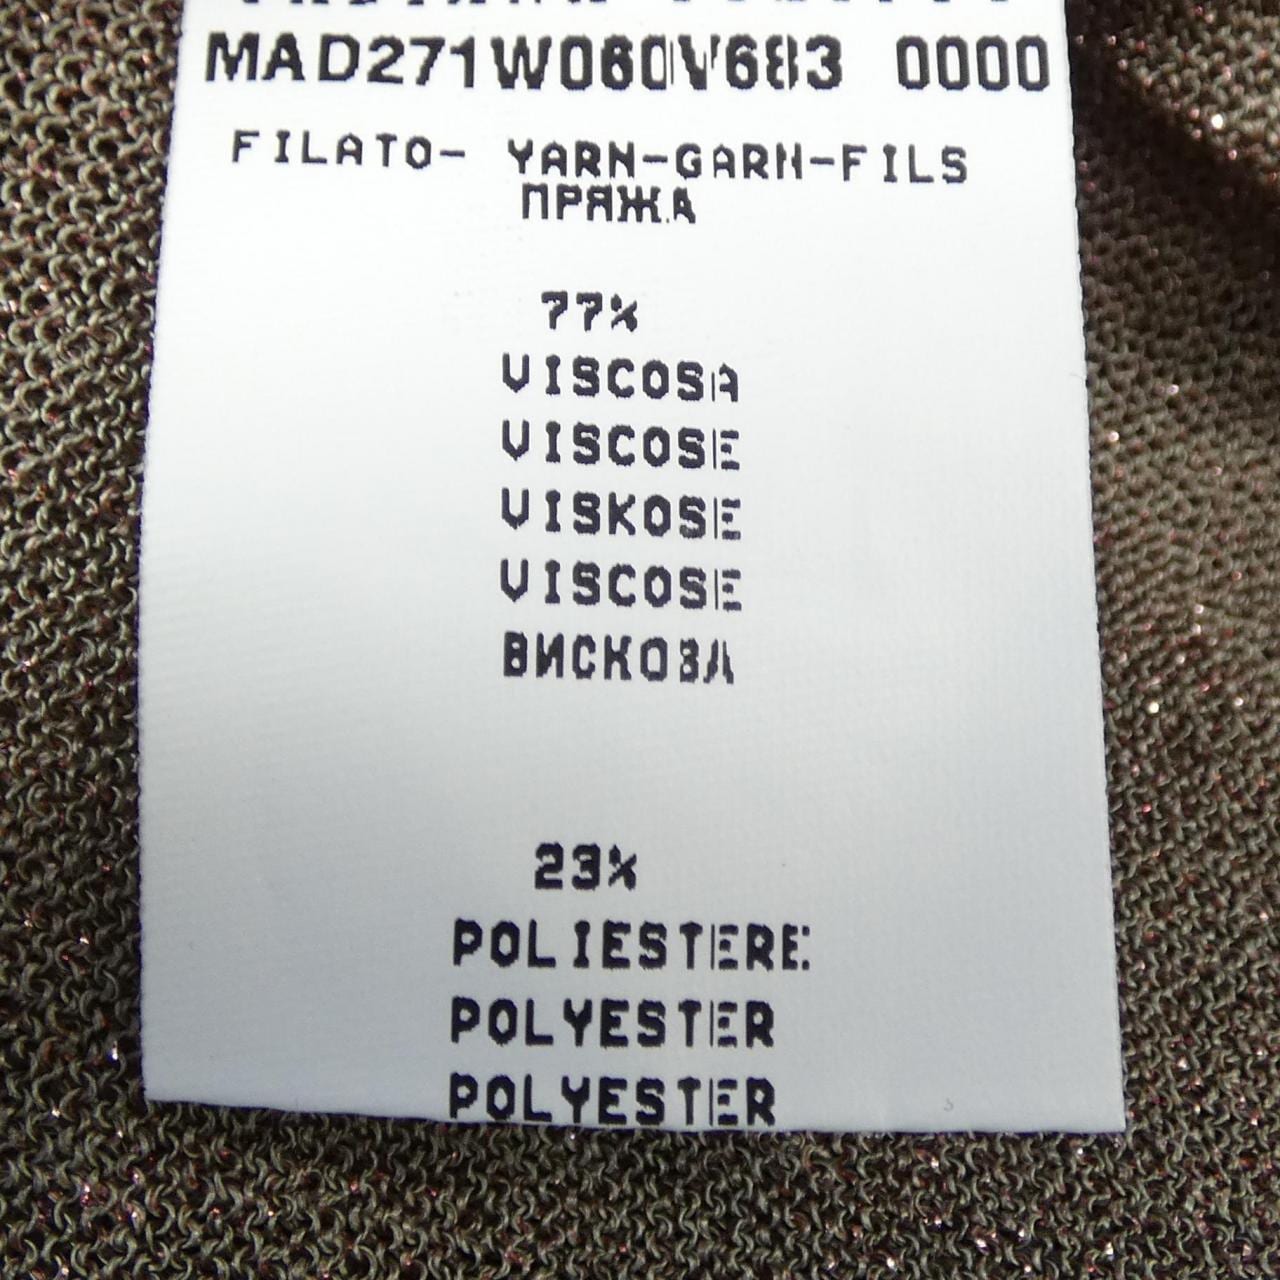 MAD271W060V683 0000
FILATO- YARN-GARN-FILS
ПРЯЖА
77%
VISCOSA
VISCOSE
VISKOSE
VISCOSE
ВИСКОЗА
23%
POLIESTERE
POLYESTER
POLYESTER